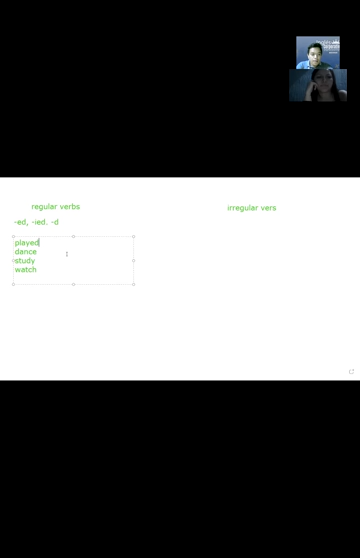 regular verbs
irregular vers
-ed, -ied. -d
played
dance
study
watch